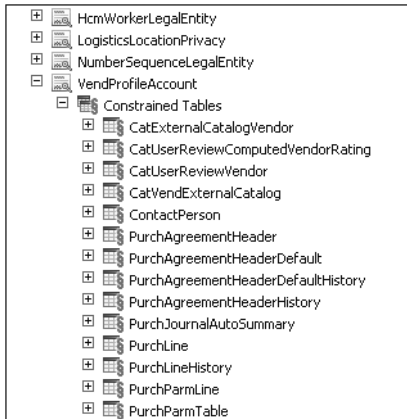 HcmWorkerLegalEntity
LogisticsLocationPrivacy
NumberSequenceLegalEntity
VendProfileAccount
Constrained Tables
CatExternalCatalogVendor
CatUserReviewComputedVendorRating
CatUserReviewVendor
CatVendExternalCatalog
ContactPerson
PurchAgreementHeader
PurchAgreementHeaderDefault
PurchAgreementHeaderDefaultHistory
PurchAgreementHeaderHistory
PurchJournalAutoSummary
PurchLine
PurchLineHistory
PurchParmLine
PurchParmTable